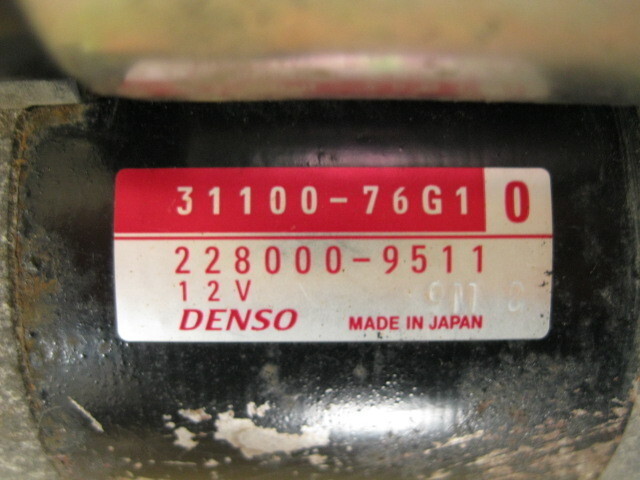 31100-76G1 0
228000-9511
12V
DENSO MADE IN JAPAN